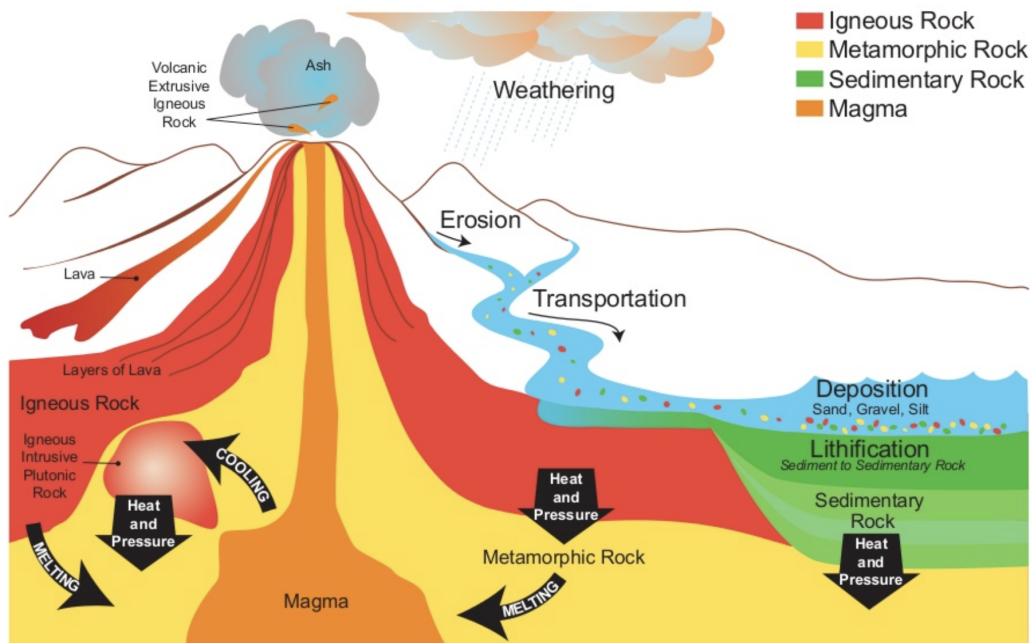 Igneous Rock
Metamorphic Rock
Sedimentary Rock
Magma
Volcanic
Extrusive
Igneous
Rock
Ash
Weathering
Erosion
Lava
Transportation
Layers of Lava
Igneous Rock
Deposition
Sand, Gravel, Silt
Lithification
Sediment to Sedimentary Rock
Igneous
Intrusive
Plutonic
Rock
COOLING
Heat
and
Pressure
MELTING
Heat
and
Pressure
Sedimentary
Rock
Heat
and
Pressure
Metamorphic Rock
MELTING
Magma